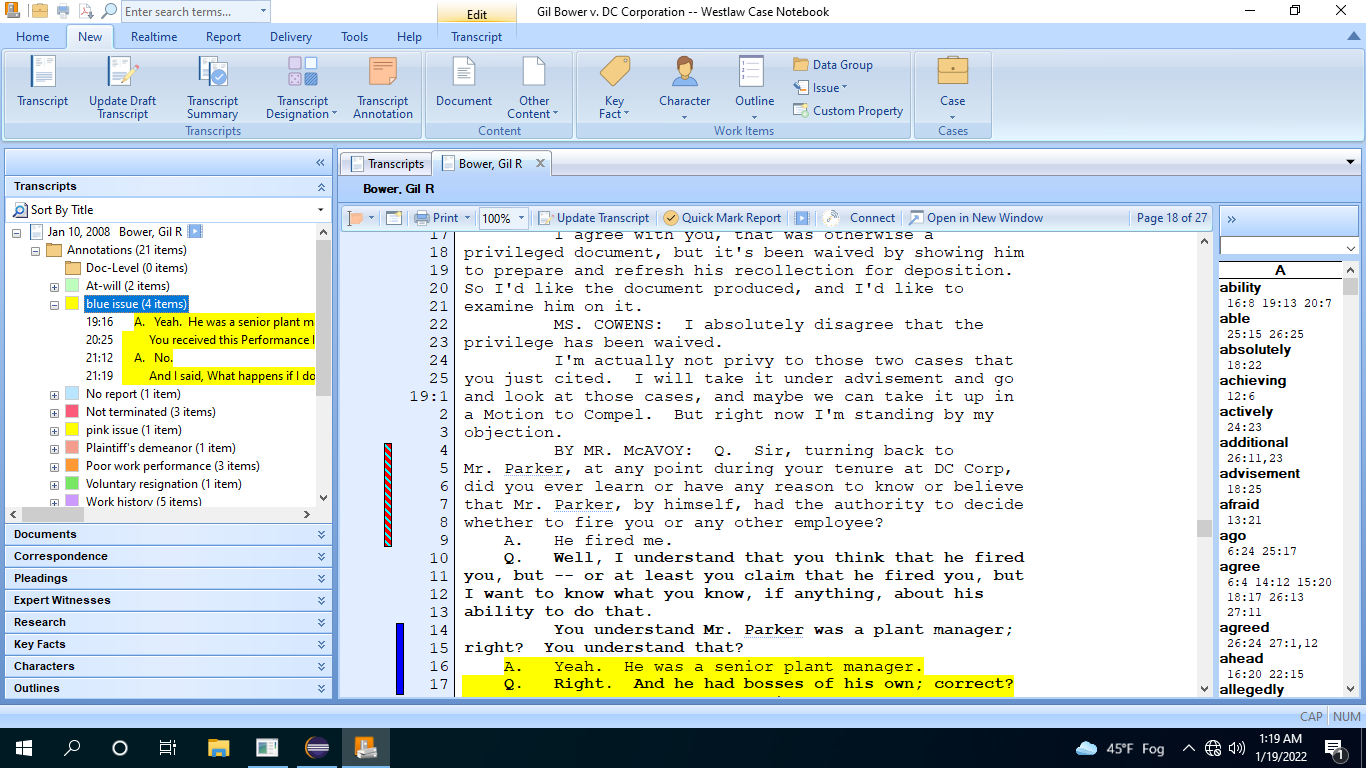 Enter search terms...
Edit
Gil Bower v. DC Corporation -- Westlaw Case Notebook
Home New Realtime Report Delivery Tools Help Transcript
Transcript
Update Draft Transcript
Transcript Summary
Transcript Designation
Transcript Annotation
Transcripts
Document
Other Content
Content
Key Fact
Character
Outline
Data Group
Issue
Custom Property
Work Items
Case
Cases
Transcripts
Sort By Title
Jan 10, 2008 Bower, Gil R
Annotations (21 items)
Doc-Level (0 items)
At-will (2 items)
blue issue (4 items)
19:16 A. Yeah. He was a senior plant m
20:25 You received this Performance I
21:12 A. No.
21:19 And I said, What happens if I do
No report (1 item)
Not terminated (3 items)
pink issue (1 item)
Plaintiff's demeanor (1 item)
Poor work performance (3 items)
Voluntary resignation (1 item)
Work history (5 items)
Documents
Correspondence
Pleadings
Expert Witnesses
Research
Key Facts
Characters
Outlines
Transcripts Bower, Gil R
Bower, Gil R
Print 100% Update Transcript Quick Mark Report Connect Open in New Window Page 18 of 27
17 I agree with you, that was otherwise a
18 privileged document, but it's been waived by showing him
19 to prepare and refresh his recollection for deposition.
20 So I'd like the document produced, and I'd like to
21 examine him on it.
22 MS. COWENS: I absolutely disagree that the
23 privilege has been waived.
24 I'm actually not privy to those two cases that
25 you just cited. I will take it under advisement and go
19:1 and look at those cases, and maybe we can take it up in
2 a Motion to Compel. But right now I'm standing by my
3 objection.
4 BY MR. McAVOY: Q. Sir, turning back to
5 Mr. Parker, at any point during your tenure at DC Corp,
6 did you ever learn or have any reason to know or believe
7 that Mr. Parker, by himself, had the authority to decide
8 whether to fire you or any other employee?
9 A. He fired me.
10 Q. Well, I understand that you think that he fired
11 you, but -- or at least you claim that he fired you, but
12 I want to know what you know, if anything, about his
13 ability to do that.
14 You understand Mr. Parker was a plant manager;
15 right? You understand that?
16 A. Yeah. He was a senior plant manager.
17 Q. Right. And he had bosses of his own; correct?
A
ability
16:8 19:13 20:7
able
25:15 26:25
absolutely
18:22
achieving
12:6
actively
24:23
additional
26:11,23
advisement
18:25
afraid
13:21
ago
6:24 25:17
agree
6:4 14:12 15:20
18:17 26:13
27:11
agreed
26:24 27:1,12
ahead
16:20 22:15
allegedly
CAP NUM
45°F Fog
1:19 AM
1/19/2022
1